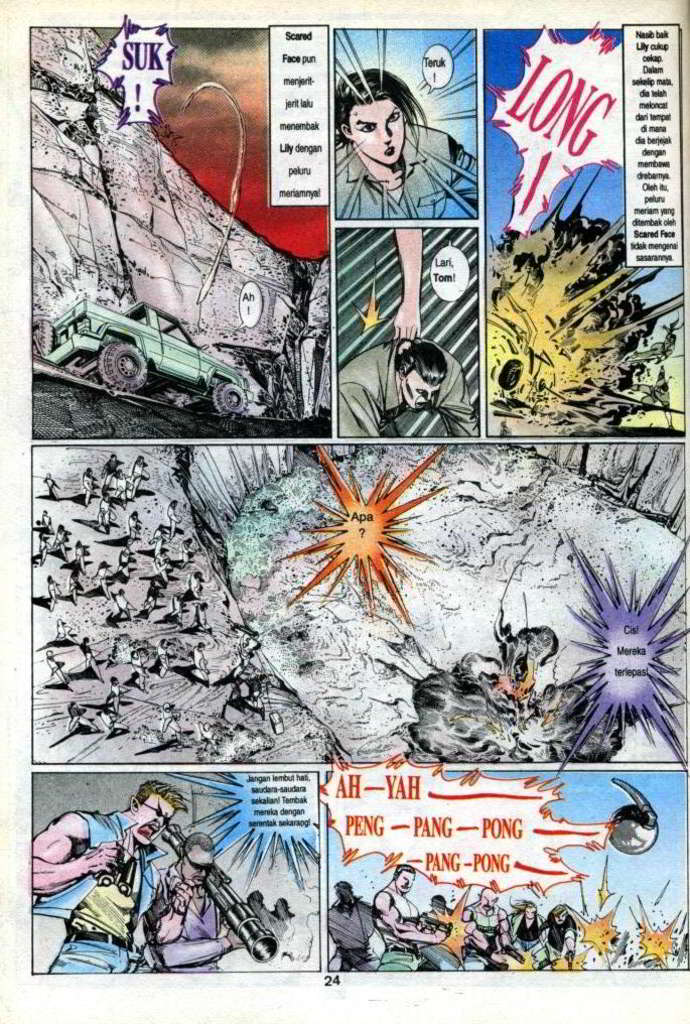 SUK
!
Scared
Face pun
menjerit-
jerit lalu
menembak
Lily dengan
peluru
meriamnya!
Ah
!
Teruk
!
Lari,
Tom!
LONG
!
Nasib baik
Lily cukup
cekap.
Dalam
sekelip mata,
dia telah
meloncat
dari tempat
di mana
dia berjejak
dengan
membawa
drebarnya.
Oleh itu,
peluru
meriam yang
ditembak oleh
Scared Face
tidak mengenai
sasarannya.
Apa
?
Cis!
Mereka
terlepas!
Jangan lembut hati,
saudara-saudara
sekalian! Tembak
mereka dengan
serentak sekarang!
AH—YAH
PENG — PANG — PONG
— PANG - PONG
24